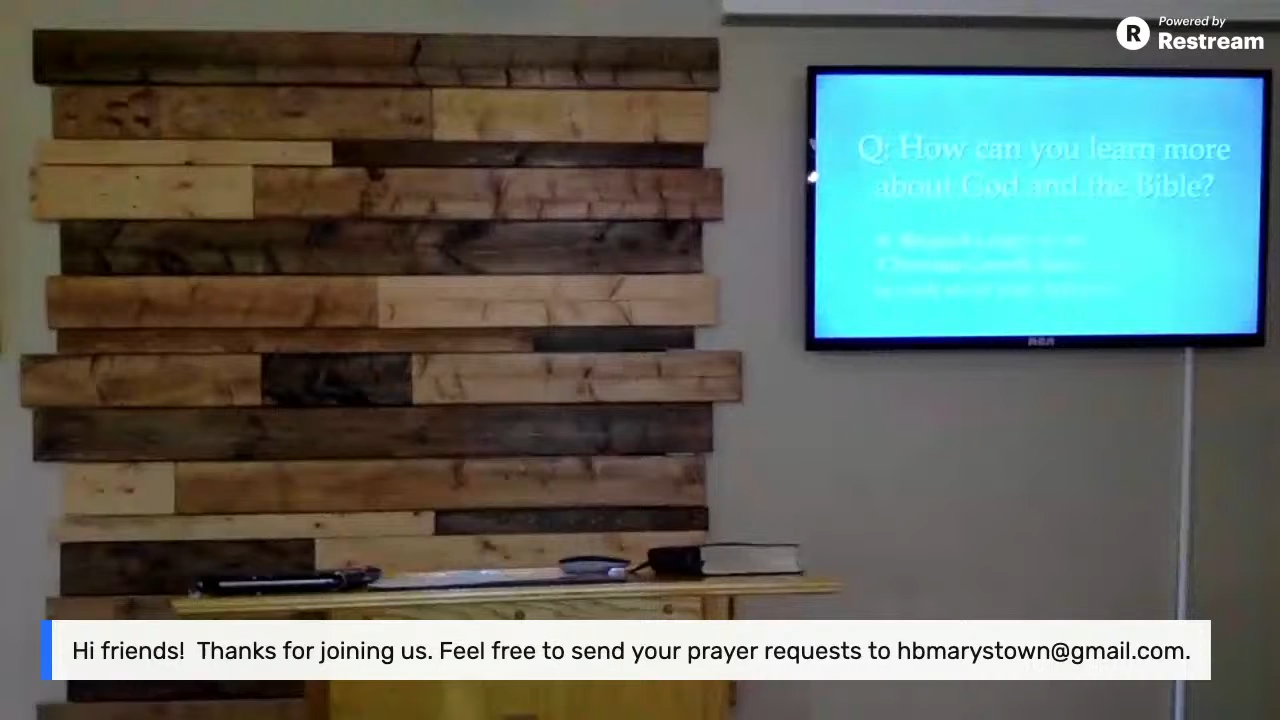 Powered by
R Restream
Q: How can you learn more
about God and the Bible?
RCA
Hi friends!  Thanks for joining us. Feel free to send your prayer requests to hbmarystown@gmail.com.